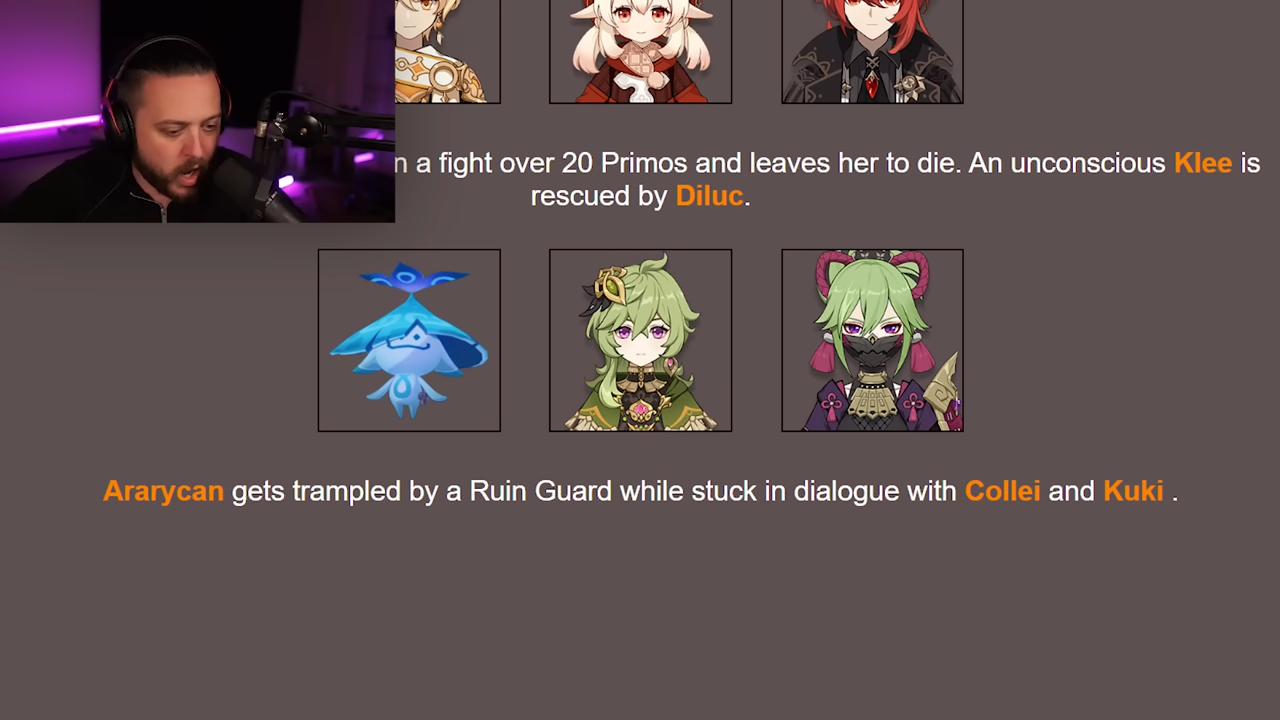 n a fight over 20 Primos and leaves her to die. An unconscious Klee is
rescued by Diluc.
Ararycan gets trampled by a Ruin Guard while stuck in dialogue with Collei and Kuki .